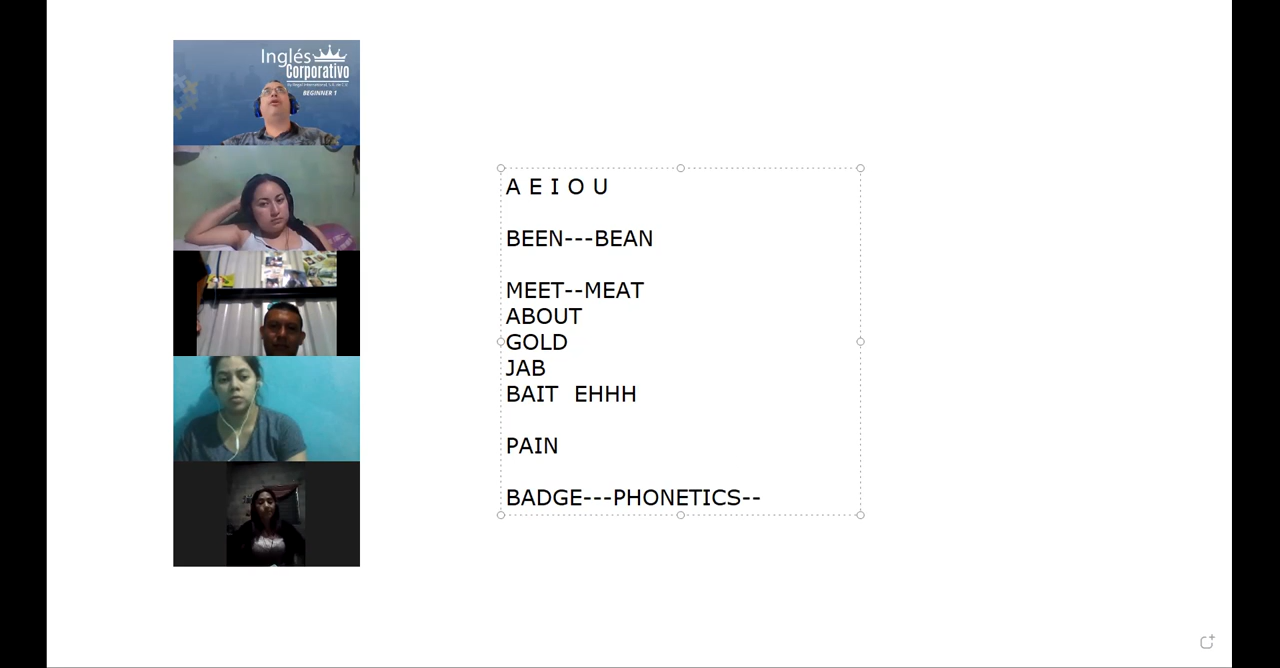 Inglés
Corporativo
BEGINNER 1
A E I O U
BEEN---BEAN
MEET--MEAT
ABOUT
GOLD
JAB
BAIT EHHH
PAIN
BADGE---PHONETICS--